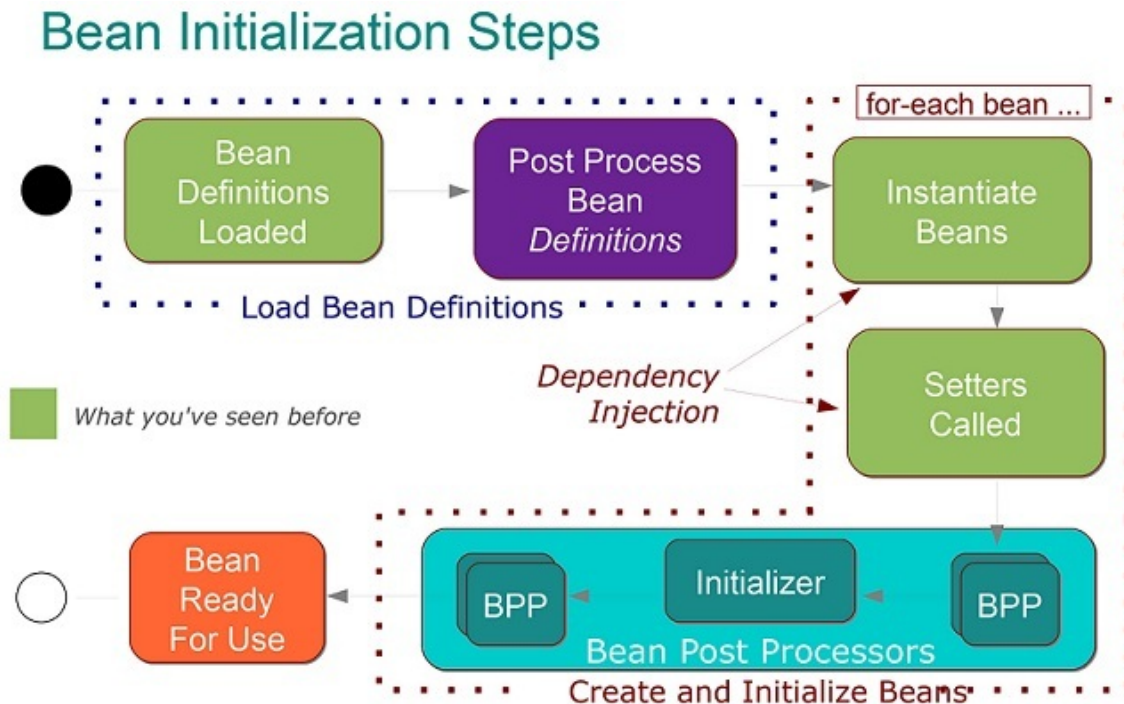 Bean Initialization Steps
for-each bean ...
Bean
Definitions
Loaded
Post Process
Bean
Definitions
Instantiate
Beans
Load Bean Definitions
Dependency
Injection
Setters
Called
What you've seen before
Bean
Ready
For Use
BPP
Initializer
BPP
Bean Post Processors
Create and Initialize Beans